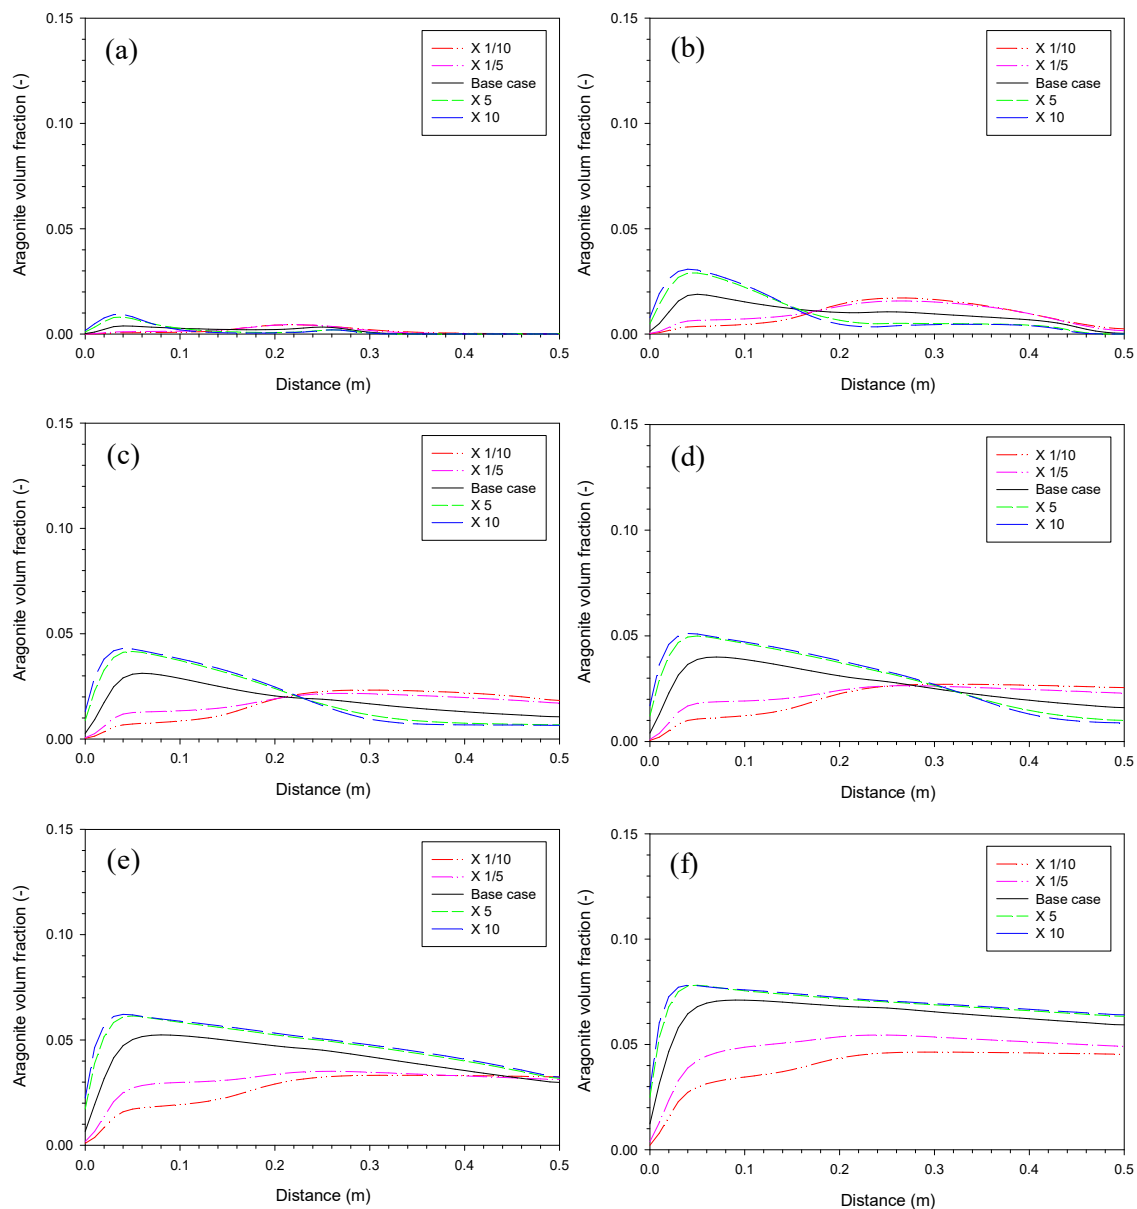 (a)
X 1/10
X 1/5
Base case
X 5
X 10
Aragonite volum fraction (-)
0.15
0.10
0.05
0.00
0.0 0.1 0.2 0.3 0.4 0.5
Distance (m)
(b)
X 1/10
X 1/5
Base case
X 5
X 10
Aragonite volum fraction (-)
0.15
0.10
0.05
0.00
0.0 0.1 0.2 0.3 0.4 0.5
Distance (m)
(c)
X 1/10
X 1/5
Base case
X 5
X 10
Aragonite volum fraction (-)
0.15
0.10
0.05
0.00
0.0 0.1 0.2 0.3 0.4 0.5
Distance (m)
(d)
X 1/10
X 1/5
Base case
X 5
X 10
Aragonite volum fraction (-)
0.15
0.10
0.05
0.00
0.0 0.1 0.2 0.3 0.4 0.5
Distance (m)
(e)
X 1/10
X 1/5
Base case
X 5
X 10
Aragonite volum fraction (-)
0.15
0.10
0.05
0.00
0.0 0.1 0.2 0.3 0.4 0.5
Distance (m)
(f)
X 1/10
X 1/5
Base case
X 5
X 10
Aragonite volum fraction (-)
0.15
0.10
0.05
0.00
0.0 0.1 0.2 0.3 0.4 0.5
Distance (m)